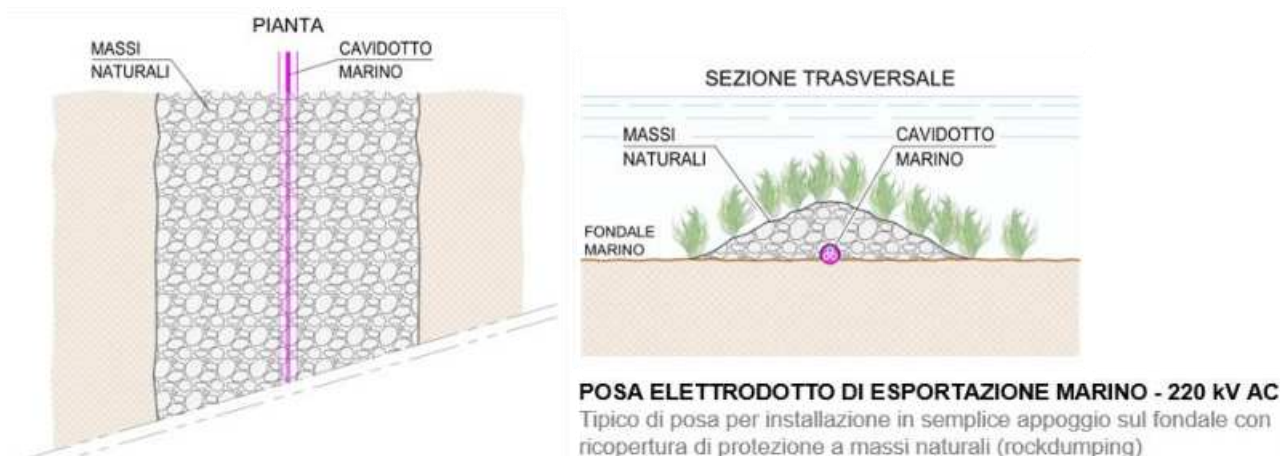 PIANTA
MASSI
NATURALI
CAVIDOTTO
MARINO
SEZIONE TRASVERSALE
MASSI
NATURALI
CAVIDOTTO
MARINO
FONDALE
MARINO
POSA ELETTRODOTTO DI ESPORTAZIONE MARINO - 220 kV AC
Tipico di posa per installazione in semplice appoggio sul fondale con
ricopertura di protezione a massi naturali (rockdumping)